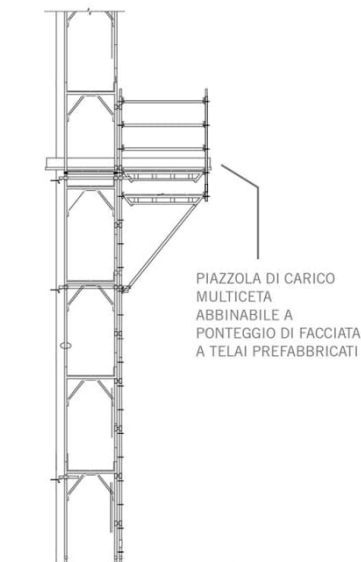 PIAZZOLA DI CARICO
MULTICETA
ABBINABILE A
PONTEGGIO DI FACCIATA
A TELAI PREFABBRICATI